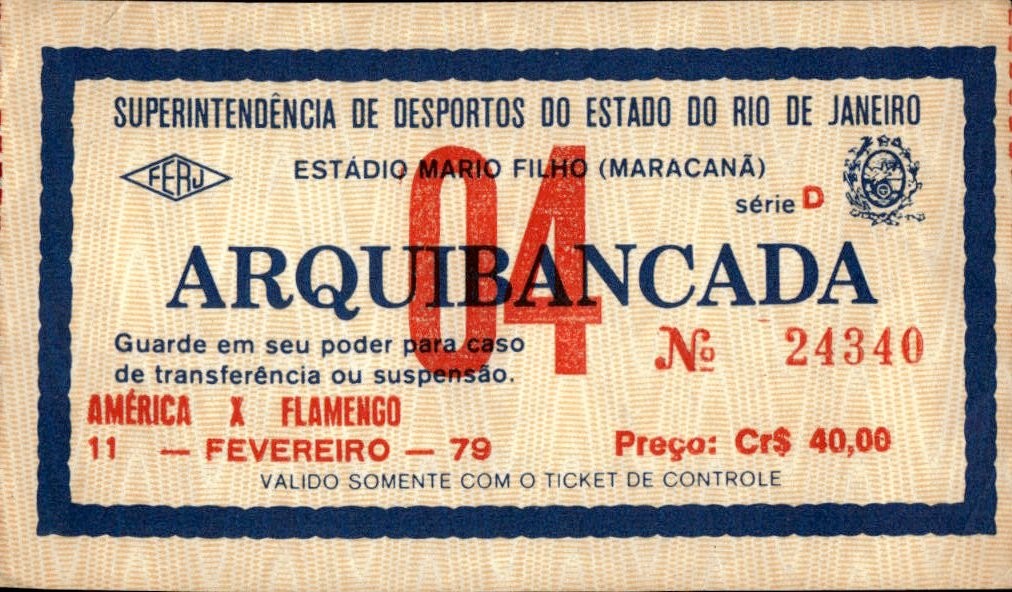 SUPERINTENDÊNCIA DE DESPORTOS DO ESTADO DO RIO DE JANEIRO
FERJ
ESTÁDIO MARIO FILHO (MARACANÃ)
série D
04
ARQUIBANCADA
Guarde em seu poder para caso
de transferência ou suspensão.
Nº 24340
AMÉRICA X FLAMENGO
11 — FEVEREIRO — 79
Preço: Cr$ 40,00
VALIDO SOMENTE COM O TICKET DE CONTROLE